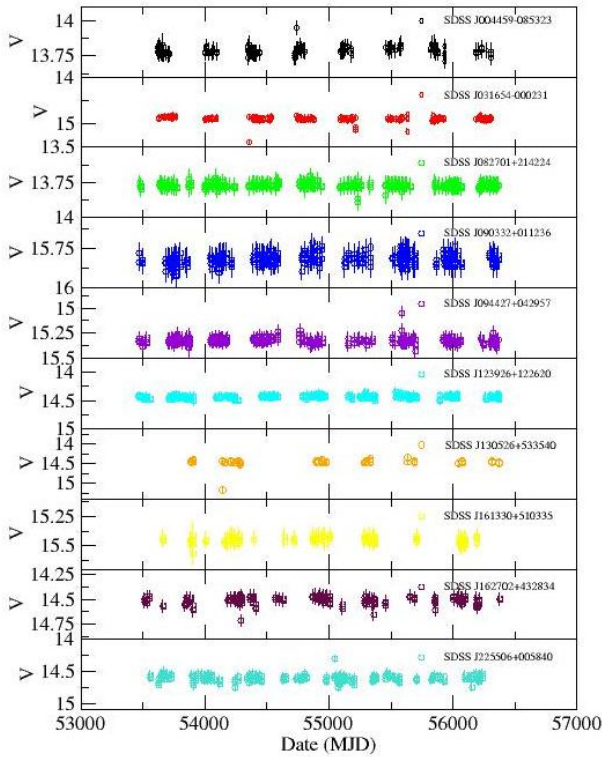 V
14
13.75
14
SDSS J004459-085323
V
15
13.5
SDSS J031654-000231
V
13.75
14
SDSS J082701+214224
V
15.75
16
SDSS J090332+011236
V
15
15.25
15.5
SDSS J094427+042957
V
14
14.5
15
SDSS J123926+122620
V
14
14.5
15
SDSS J130526+533540
V
15.25
15.5
SDSS J161330+510335
V
14.25
14.5
14.75
14
SDSS J162702+432834
V
14.5
15
SDSS J225506+005840
53000 54000 55000 56000 57000
Date (MJD)